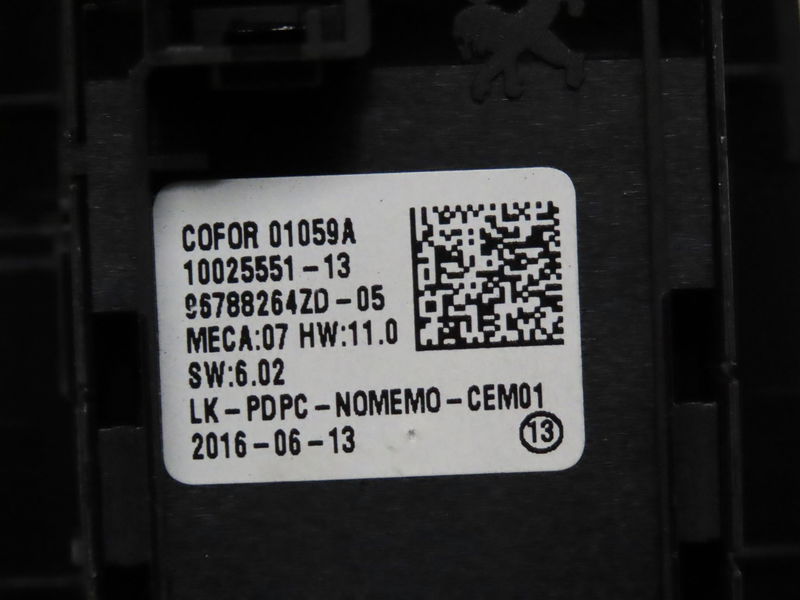 COFOR 01059A
10025551-13
96788264ZD-05
MECA:07 HW:11.0
SW:6.02
LK-PDPC-NOMEMO-CEM01
2016-06-13
13